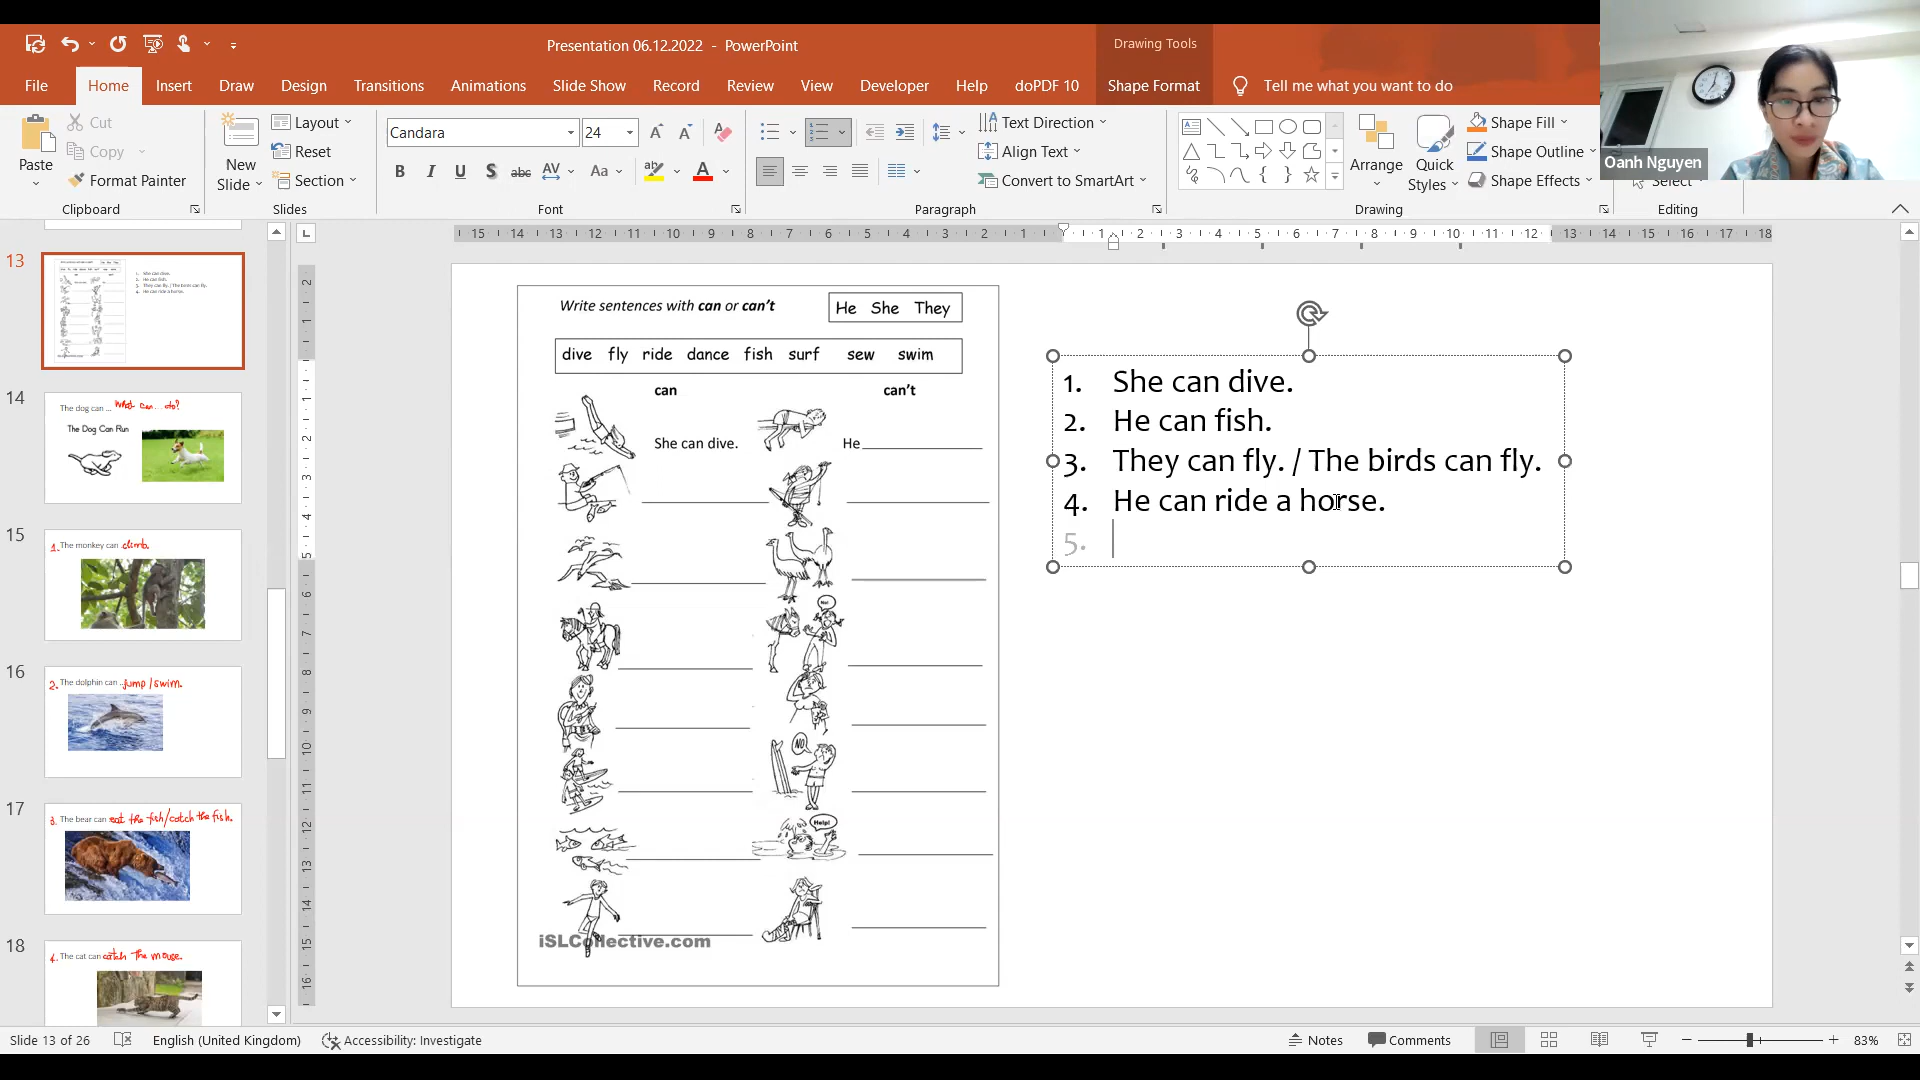 Presentation 06.12.2022 - PowerPoint
Drawing Tools
File Home Insert Draw Design Transitions Animations Slide Show Record Review View Developer Help doPDF 10 Shape Format Tell me what you want to do
Paste
Cut
Copy
Format Painter
Clipboard
New Slide
Layout
Reset
Section
Slides
Candara 24
Font
Text Direction
Align Text
Convert to SmartArt
Paragraph
Arrange
Quick Styles
Shape Fill
Shape Outline
Shape Effects
Drawing
Select
Editing
Oanh Nguyen
13
14
The dog can ... What can ... do?
The Dog Can Run
15
1. The monkey can climb.
16
2. The dolphin can ... jump / swim.
17
3. The bear can eat the fish/catch the fish.
18
4. The cat can catch the mouse.
Write sentences with can or can't
He She They
dive fly ride dance fish surf sew swim
can can't
She can dive. He
No!
NO
Help!
iSLCollective.com
1. She can dive.
2. He can fish.
3. They can fly. / The birds can fly.
4. He can ride a horse.
5.
Slide 13 of 26 English (United Kingdom) Accessibility: Investigate Notes Comments 83%